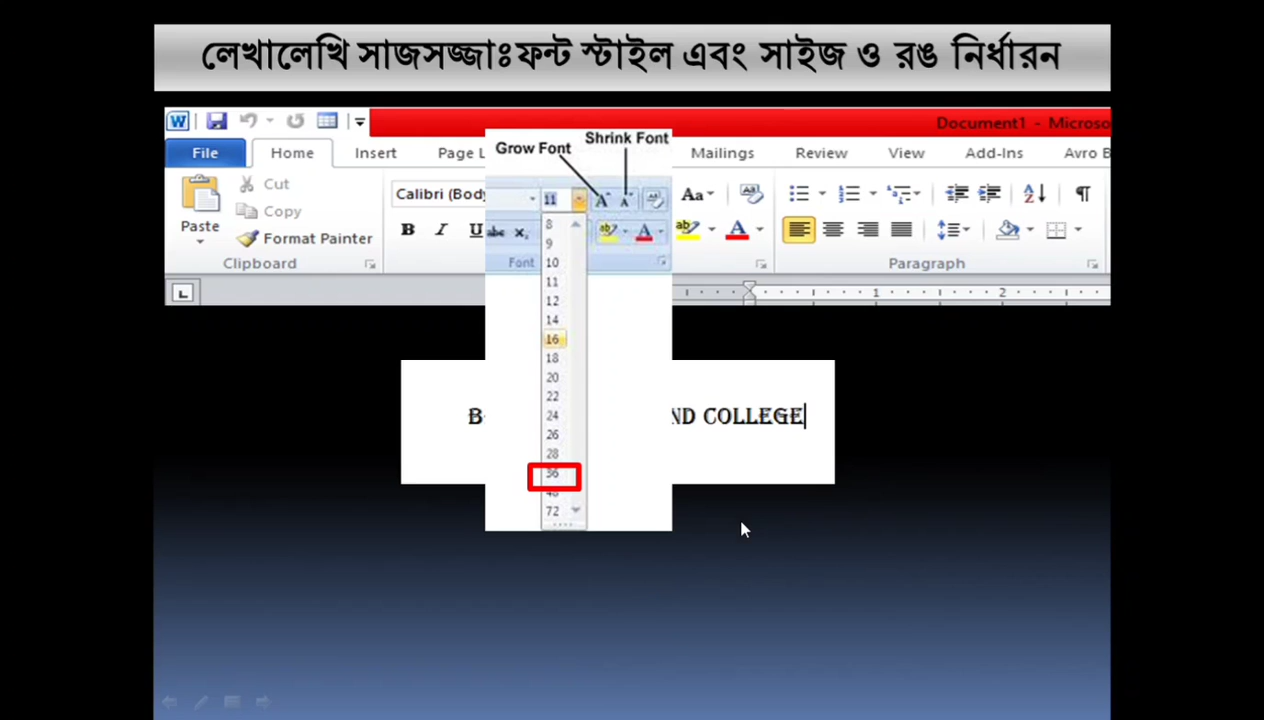 লেখালেখি সাজসজ্জাঃফন্ট স্টাইল এবং সাইজ ও রঙ নির্ধারন
Document1 - Microso
File Home Insert Page L Mailings Review View Add-Ins Avro B
Grow Font Shrink Font
Calibri (Body 11
Paste
Cut
Copy
Format Painter
Clipboard Font Paragraph
8
9
10
11
12
14
16
18
20
22
24
26
28
36
48
72
1 2
B ND COLLEGE